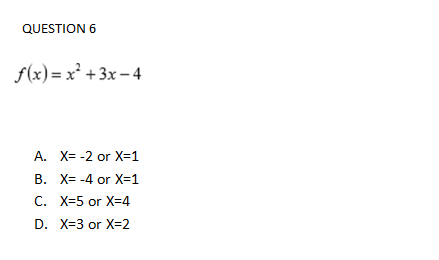 QUESTION 6
f(x) = x² + 3x – 4
A. X= -2 or X=1
B. X= -4 or X=1
C. X=5 or X=4
D. X=3 or X=2